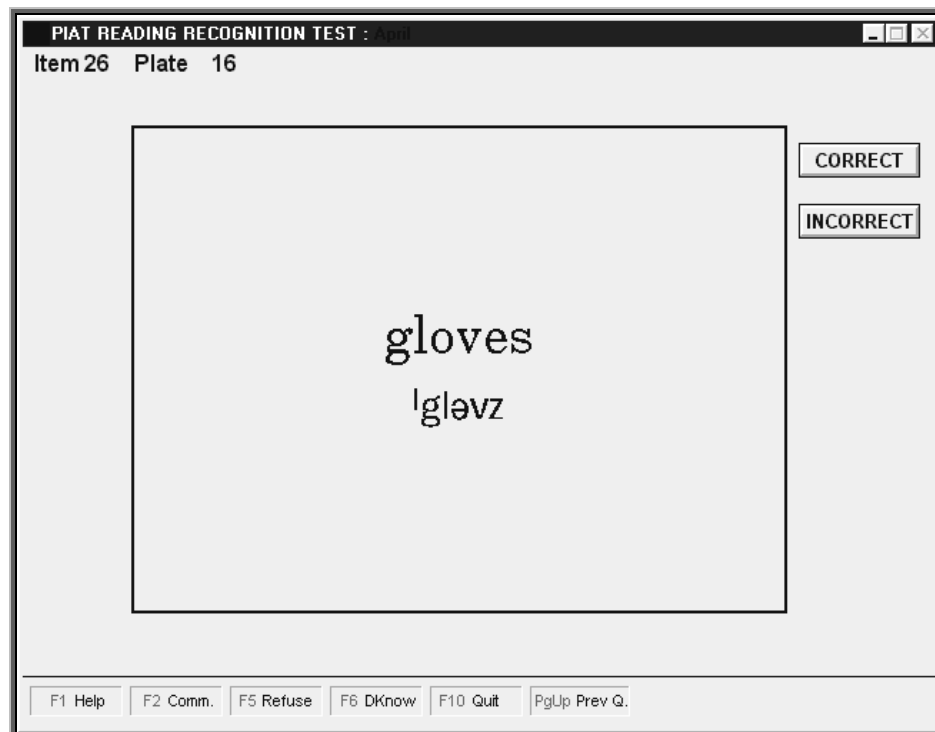 PIAT READING RECOGNITION TEST : April
Item 26 Plate 16
CORRECT
INCORRECT
gloves
ˈgləvz
F1 Help F2 Comm. F5 Refuse F6 DKnow F10 Quit PgUp Prev Q.